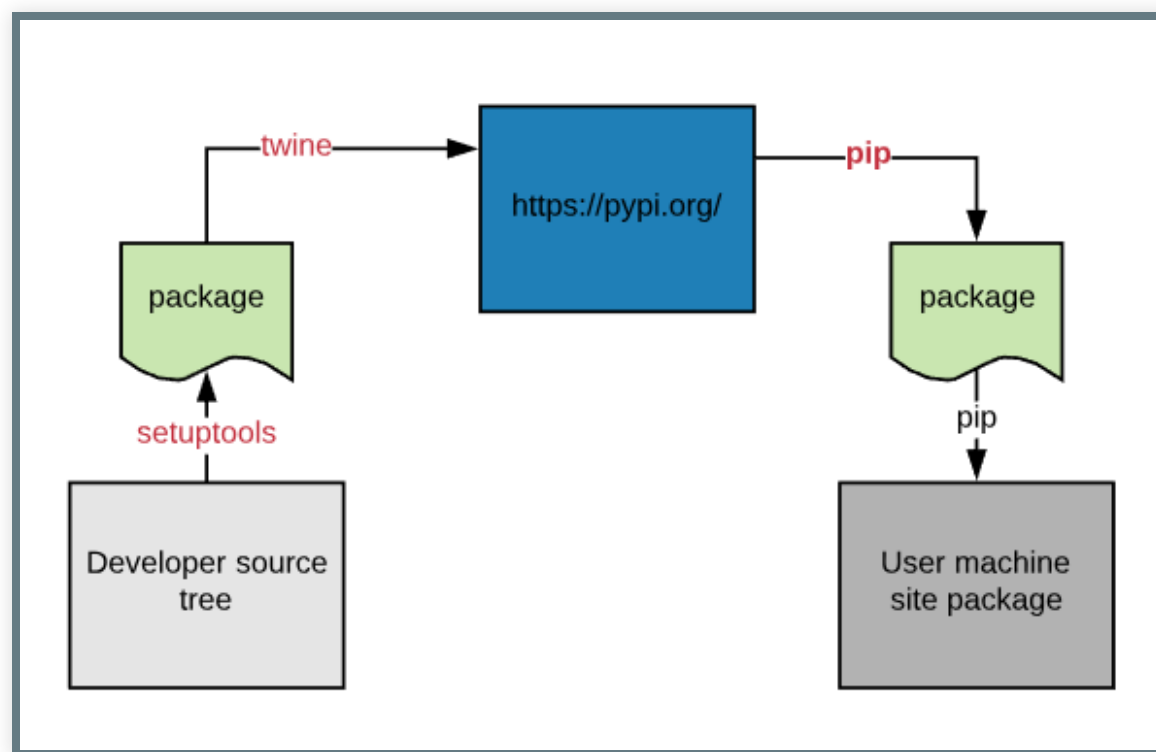 twine
https://pypi.org/
pip
package
package
setuptools
pip
Developer source
tree
User machine
site package